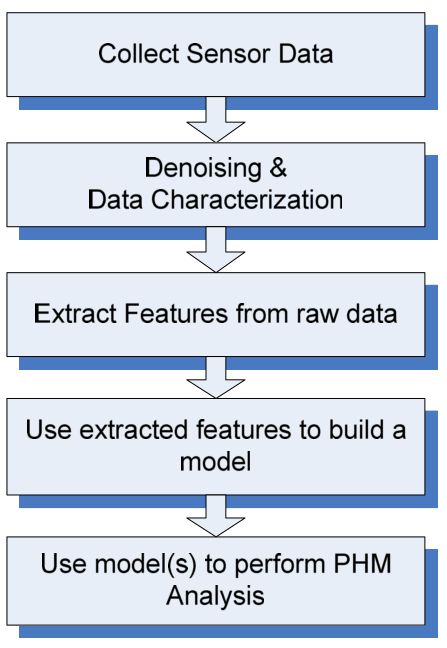 Collect Sensor Data
Denoising &
Data Characterization
Extract Features from raw data
Use extracted features to build a
model
Use model(s) to perform PHM
Analysis